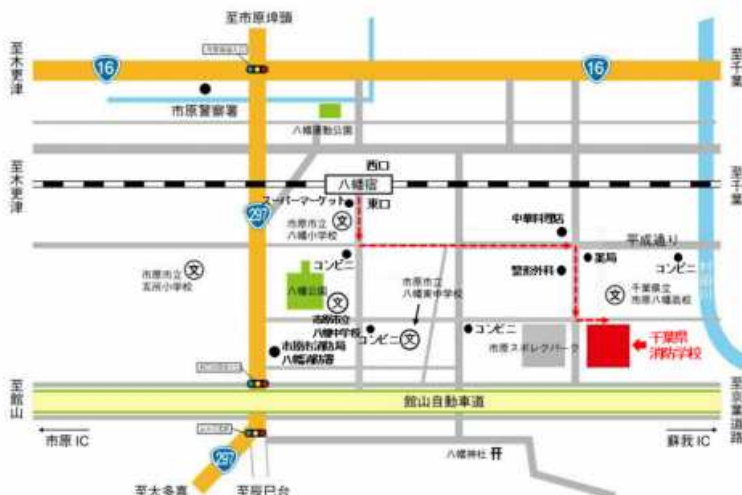 至市原埠頭
至木更津
16
16
至千葉
市原警察署
八幡運動公園
西口
至木更津
八幡宿
至千葉
スーパーマーケット
東口
297
市原市立
八幡小学校
文
中華料理店
平成通り
コンビニ
薬局
コンビニ
市原市立
五所小学校
文
八幡公園
市原市立
八幡東中学校
整形外科
文
千葉県立
市原八幡高校
文
市原市立
八幡中学校
コンビニ
文
コンビニ
市原スポレクパーク
千葉県
消防学校
市原市消防局
八幡消防署
至館山
館山自動車道
至京葉道路
市原IC
蘇我IC
297
八幡神社
至大多喜
至辰巳台